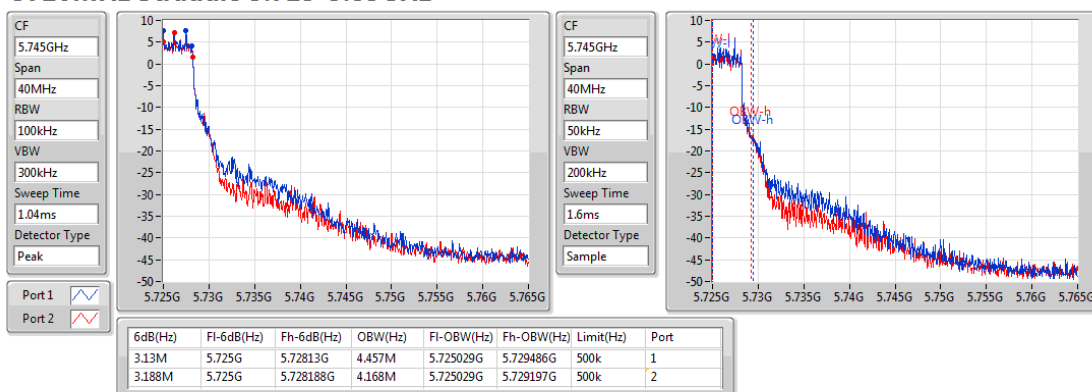 CF
5.745GHz
Span
40MHz
RBW
100kHz
VBW
300kHz
Sweep Time
1.04ms
Detector Type
Peak
Port 1
Port 2
10
5
0
-5
-10
-15
-20
-25
-30
-35
-40
-45
-50
5.725G 5.73G 5.735G 5.74G 5.745G 5.75G 5.755G 5.76G 5.765G
CF
5.745GHz
Span
40MHz
RBW
50kHz
VBW
200kHz
Sweep Time
1.6ms
Detector Type
Sample
10
5
0
-5
-10
-15
-20
-25
-30
-35
-40
-45
-50
W-l
OBW-h
OBW-h
5.725G 5.73G 5.735G 5.74G 5.745G 5.75G 5.755G 5.76G 5.765G
6dB(Hz) Fl-6dB(Hz) Fh-6dB(Hz) OBW(Hz) Fl-OBW(Hz) Fh-OBW(Hz) Limit(Hz) Port
3.13M 5.725G 5.72813G 4.457M 5.725029G 5.729486G 500k 1
3.188M 5.725G 5.728188G 4.168M 5.725029G 5.729197G 500k 2